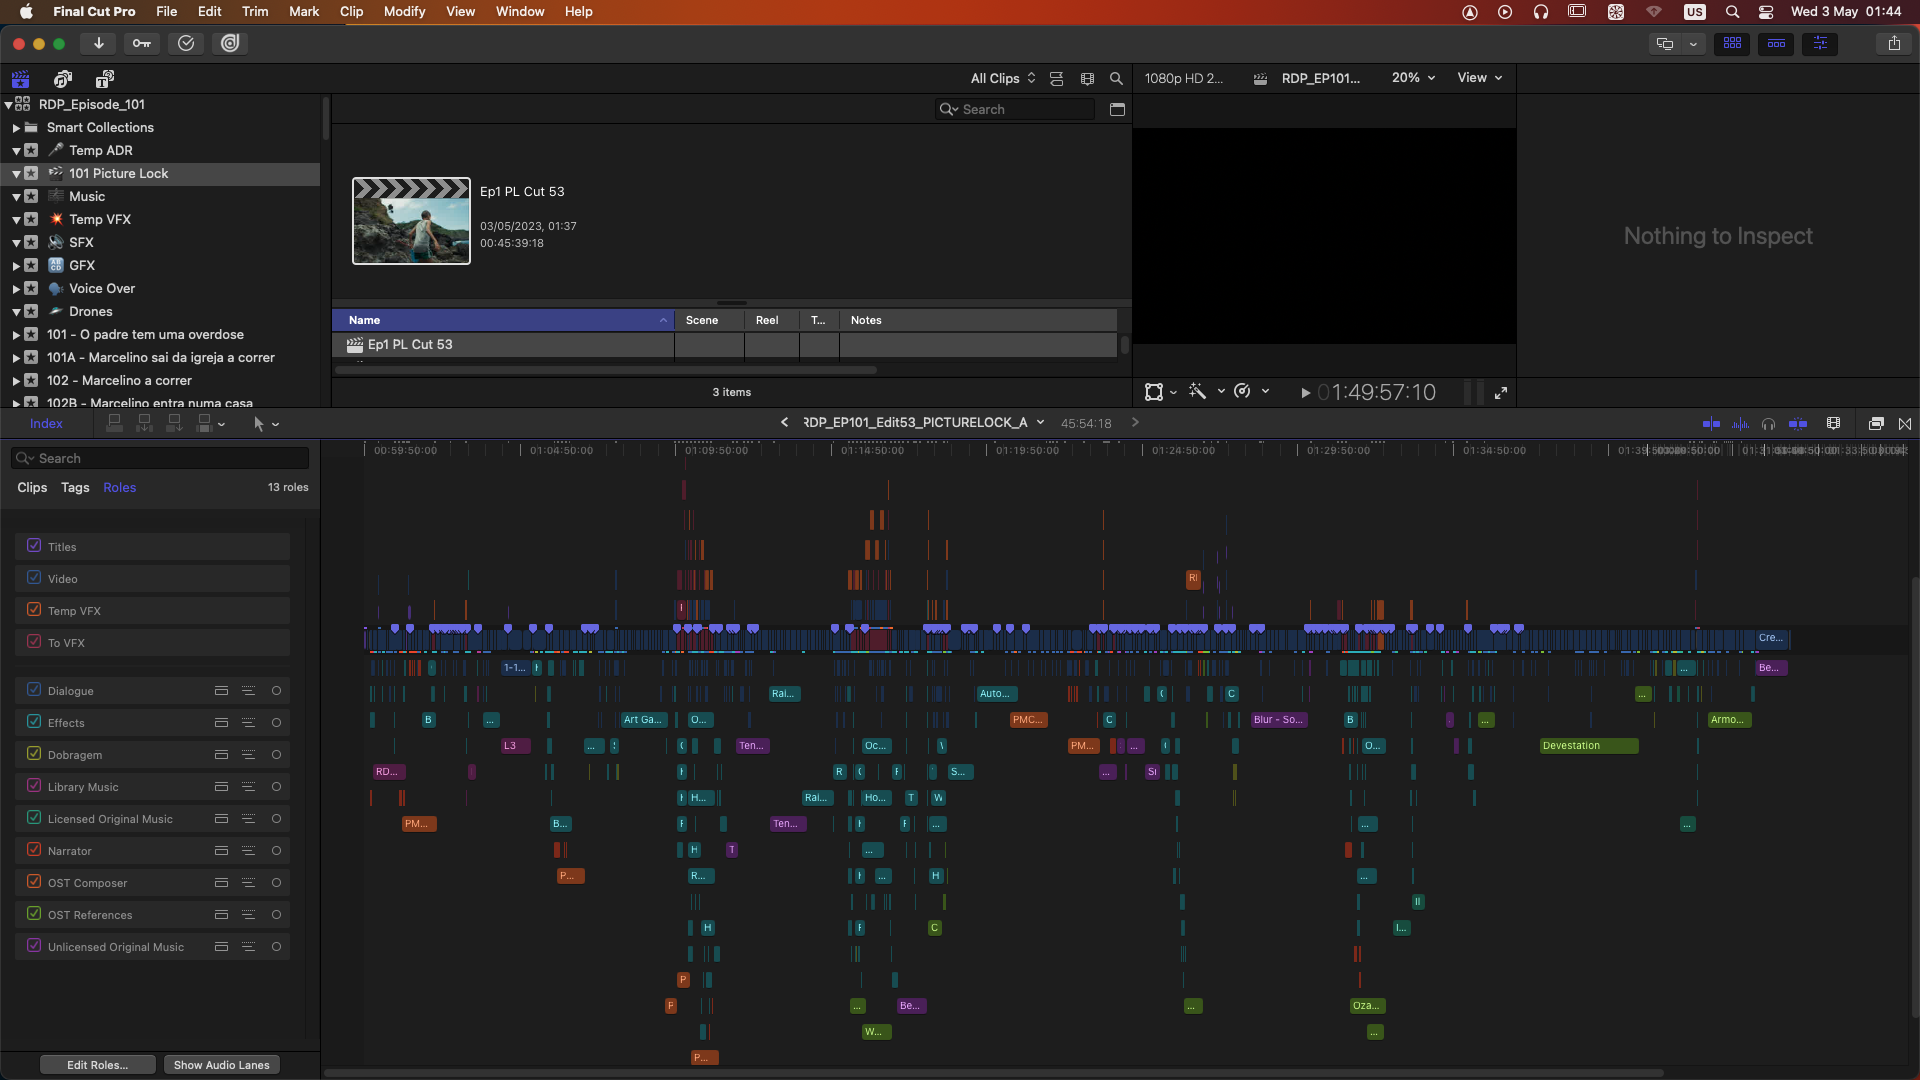 Final Cut Pro File Edit Trim Mark Clip Modify View Window Help
US Wed 3 May 01:44
All Clips
1080p HD 2... RDP_EP101... 20% View
RDP_Episode_101
Smart Collections
Temp ADR
101 Picture Lock
Music
Temp VFX
SFX
GFX
Voice Over
Drones
101 - O padre tem uma overdose
101A - Marcelino sai da igreja a correr
102 - Marcelino a correr
102B - Marcelino entra numa casa
Search
Ep1 PL Cut 53
03/05/2023, 01:37
00:45:39:18
Name Scene Reel T... Notes
Ep1 PL Cut 53
3 items
01:49:57:10
Nothing to Inspect
Index
RDP_EP101_Edit53_PICTURELOCK_A 45:54:18
Search
Clips Tags Roles 13 roles
Titles
Video
Temp VFX
To VFX
Dialogue
Effects
Dobragem
Library Music
Licensed Original Music
Narrator
OST Composer
OST References
Unlicensed Original Music
Edit Roles... Show Audio Lanes
00:59:50:00 01:04:50:00 01:09:50:00 01:14:50:00 01:19:50:00 01:24:50:00 01:29:50:00 01:34:50:00
Cre...
1-1... Be...
Rai... Auto... C
B ... Art Ga... O... PMC... C Blur - So... B ... Armo...
L3 ... Ten... Oc... PM... ... O... Devestation
RD... R S... ...
H... Rai... Ho... T W
PM... B... Ten... ... ... ...
H T ...
P... R... ... H ...
H C I...
P
P ... Be... ... Oza...
W... ...
P...